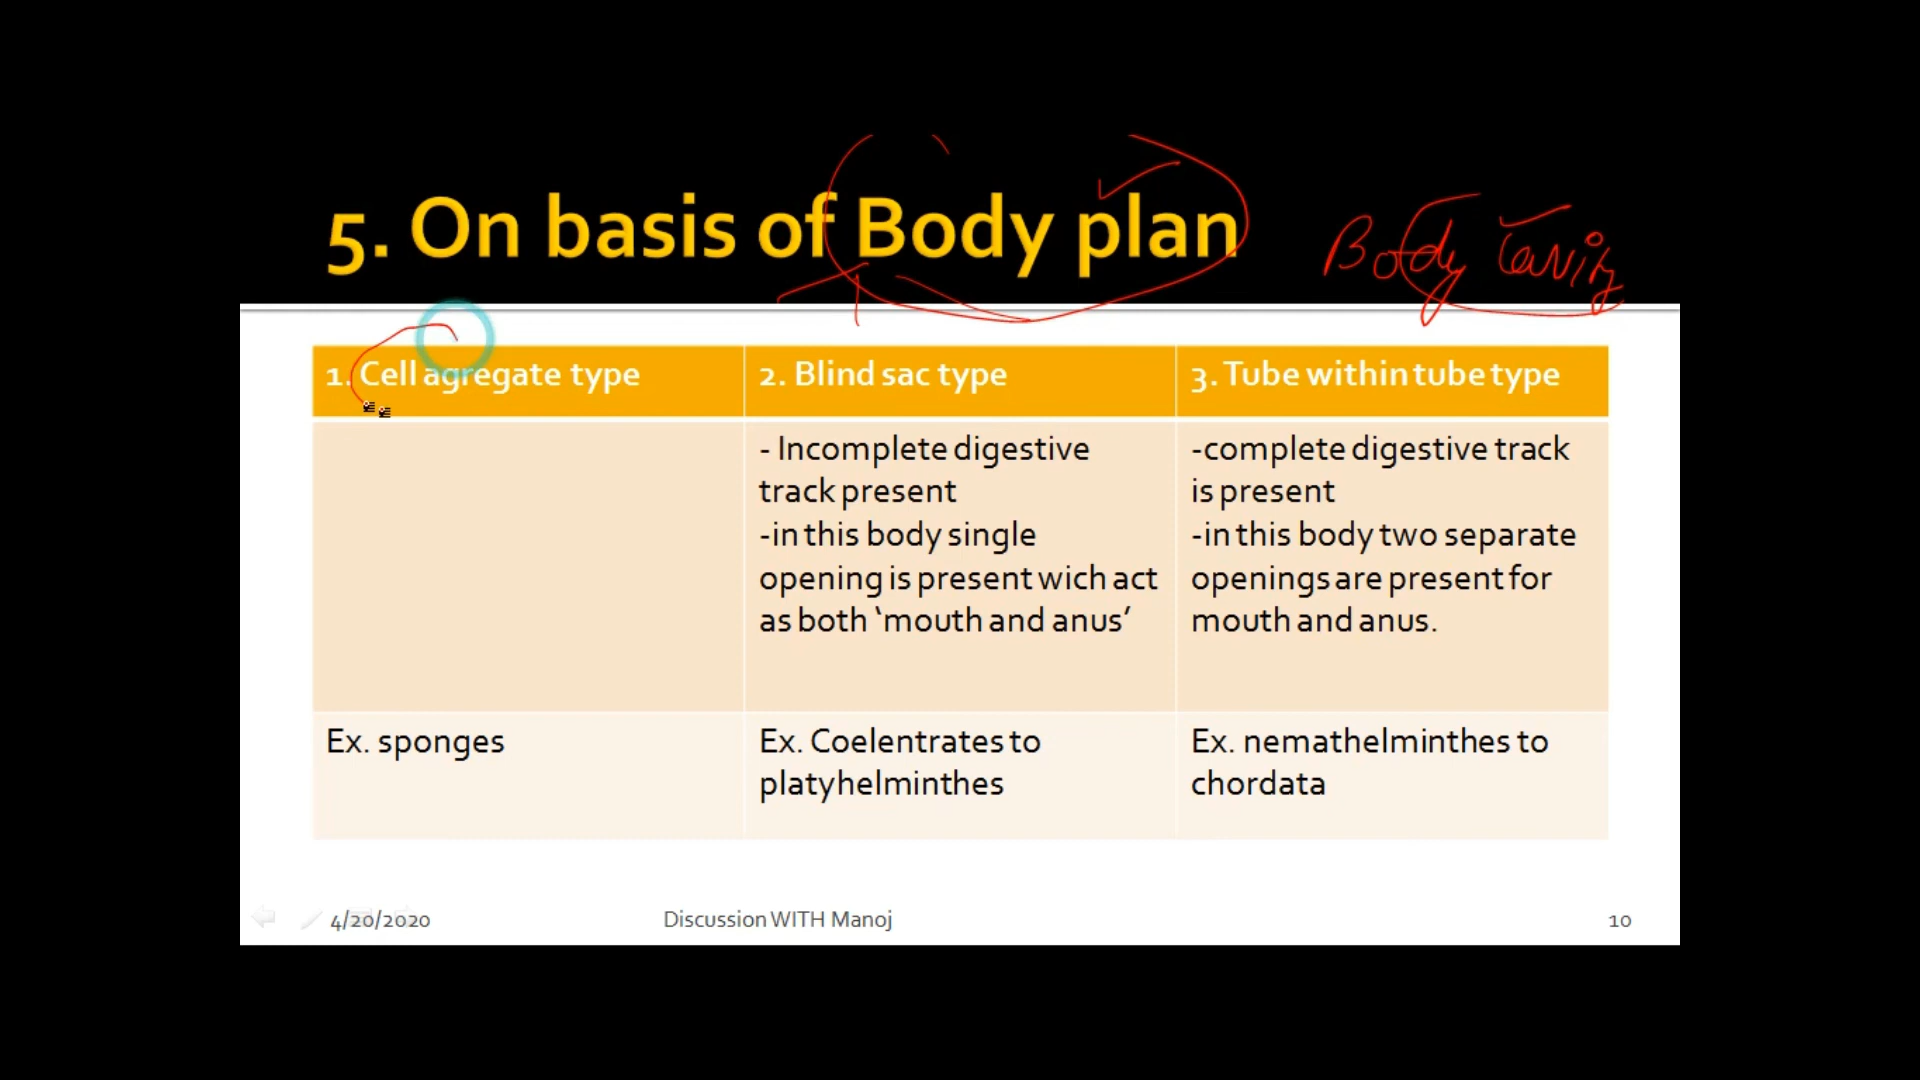 5. On basis of Body plan
Body cavity
1. Cell agregate type
2. Blind sac type
3. Tube within tube type
- Incomplete digestive
track present
-in this body single
opening is present wich act
as both ‘mouth and anus’
-complete digestive track
is present
-in this body two separate
openings are present for
mouth and anus.
Ex. sponges
Ex. Coelentrates to
platyhelminthes
Ex. nemathelminthes to
chordata
4/20/2020
Discussion WITH Manoj
10